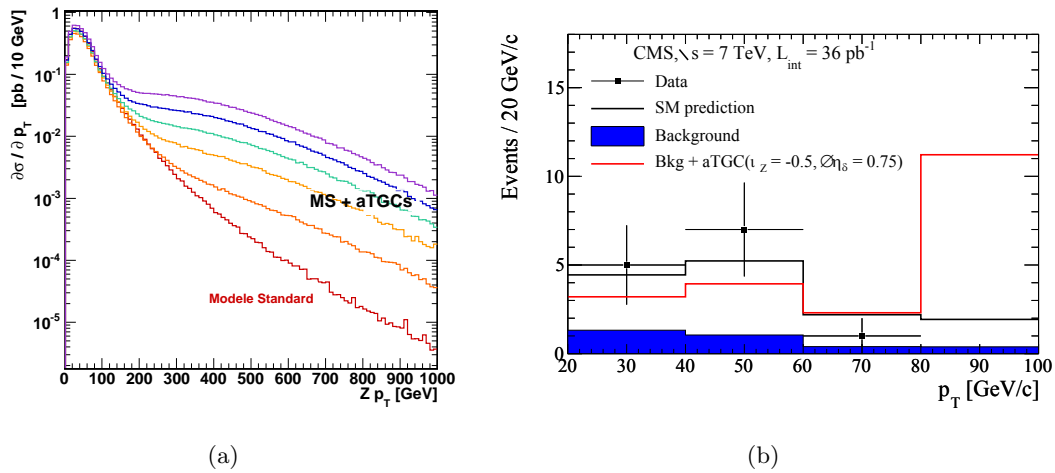 ∂σ / ∂ p_T [pb / 10 GeV]
1
10^-1
10^-2
10^-3
10^-4
10^-5
MS + aTGCs
Modele Standard
0 100 200 300 400 500 600 700 800 900 1000
Z p_T [GeV]
(a)
Events / 20 GeV/c
15
10
5
0
CMS,\ s = 7 TeV, L_int = 36 pb^-1
Data
SM prediction
Background
Bkg + aTGC(ι_Z = -0.5, ∅η_δ = 0.75)
20 30 40 50 60 70 80 90 100
p_T [GeV/c]
(b)